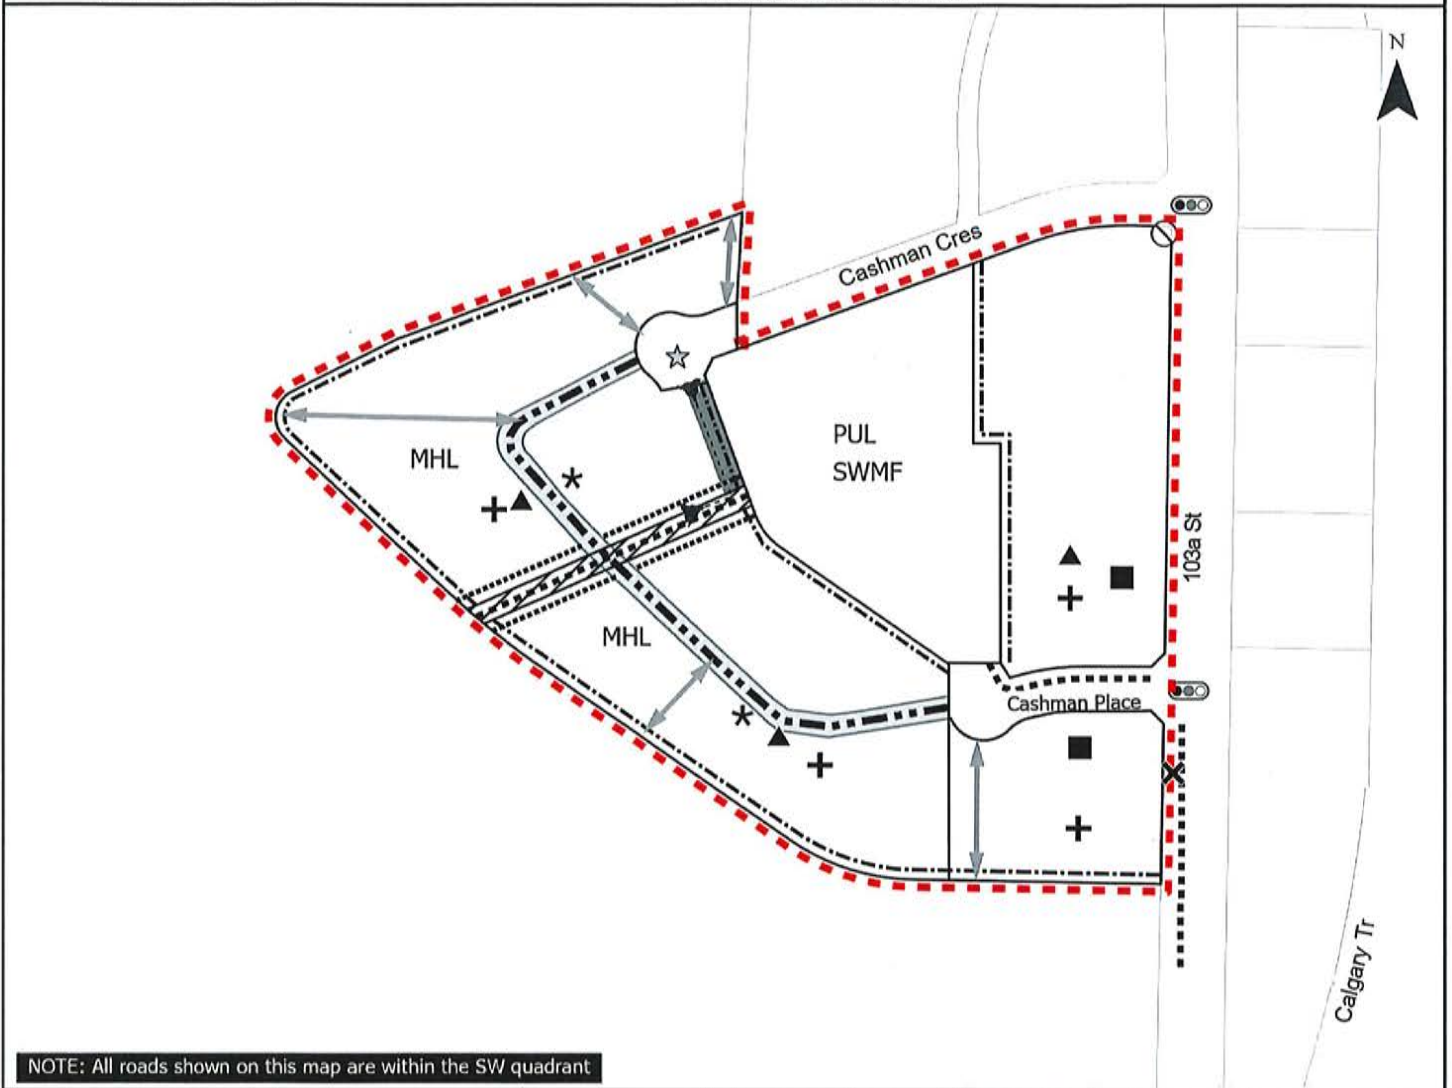 N
Cashman Cres
MHL
PUL
SWMF
103a St
MHL
Cashman Place
Calgary Tr
NOTE: All roads shown on this map are within the SW quadrant